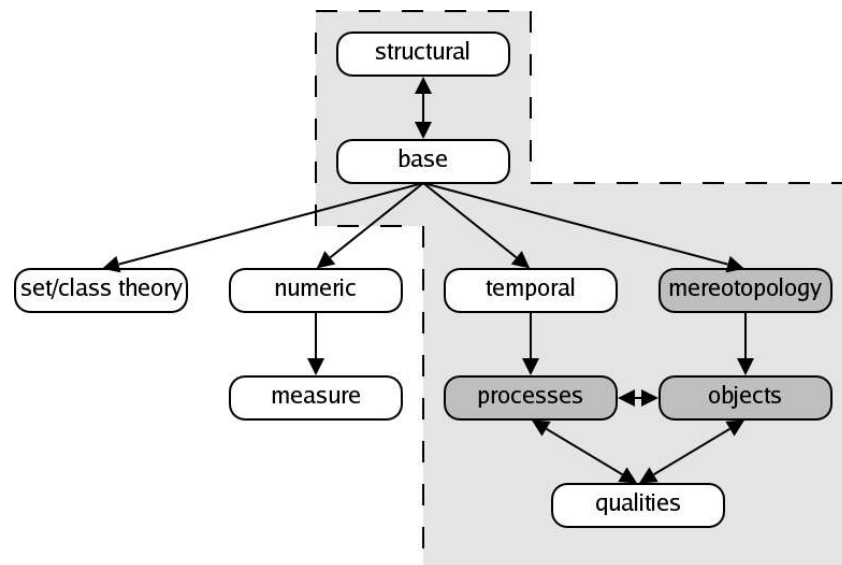 structural
base
set/class theory
numeric
temporal
mereotopology
measure
processes
objects
qualities